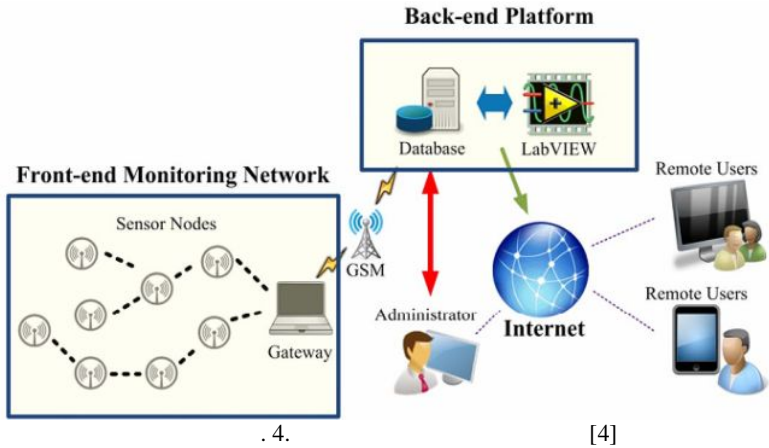 Back-end Platform
Database
LabVIEW
Front-end Monitoring Network
Sensor Nodes
GSM
Gateway
Administrator
Internet
Remote Users
Remote Users
. 4. [4]